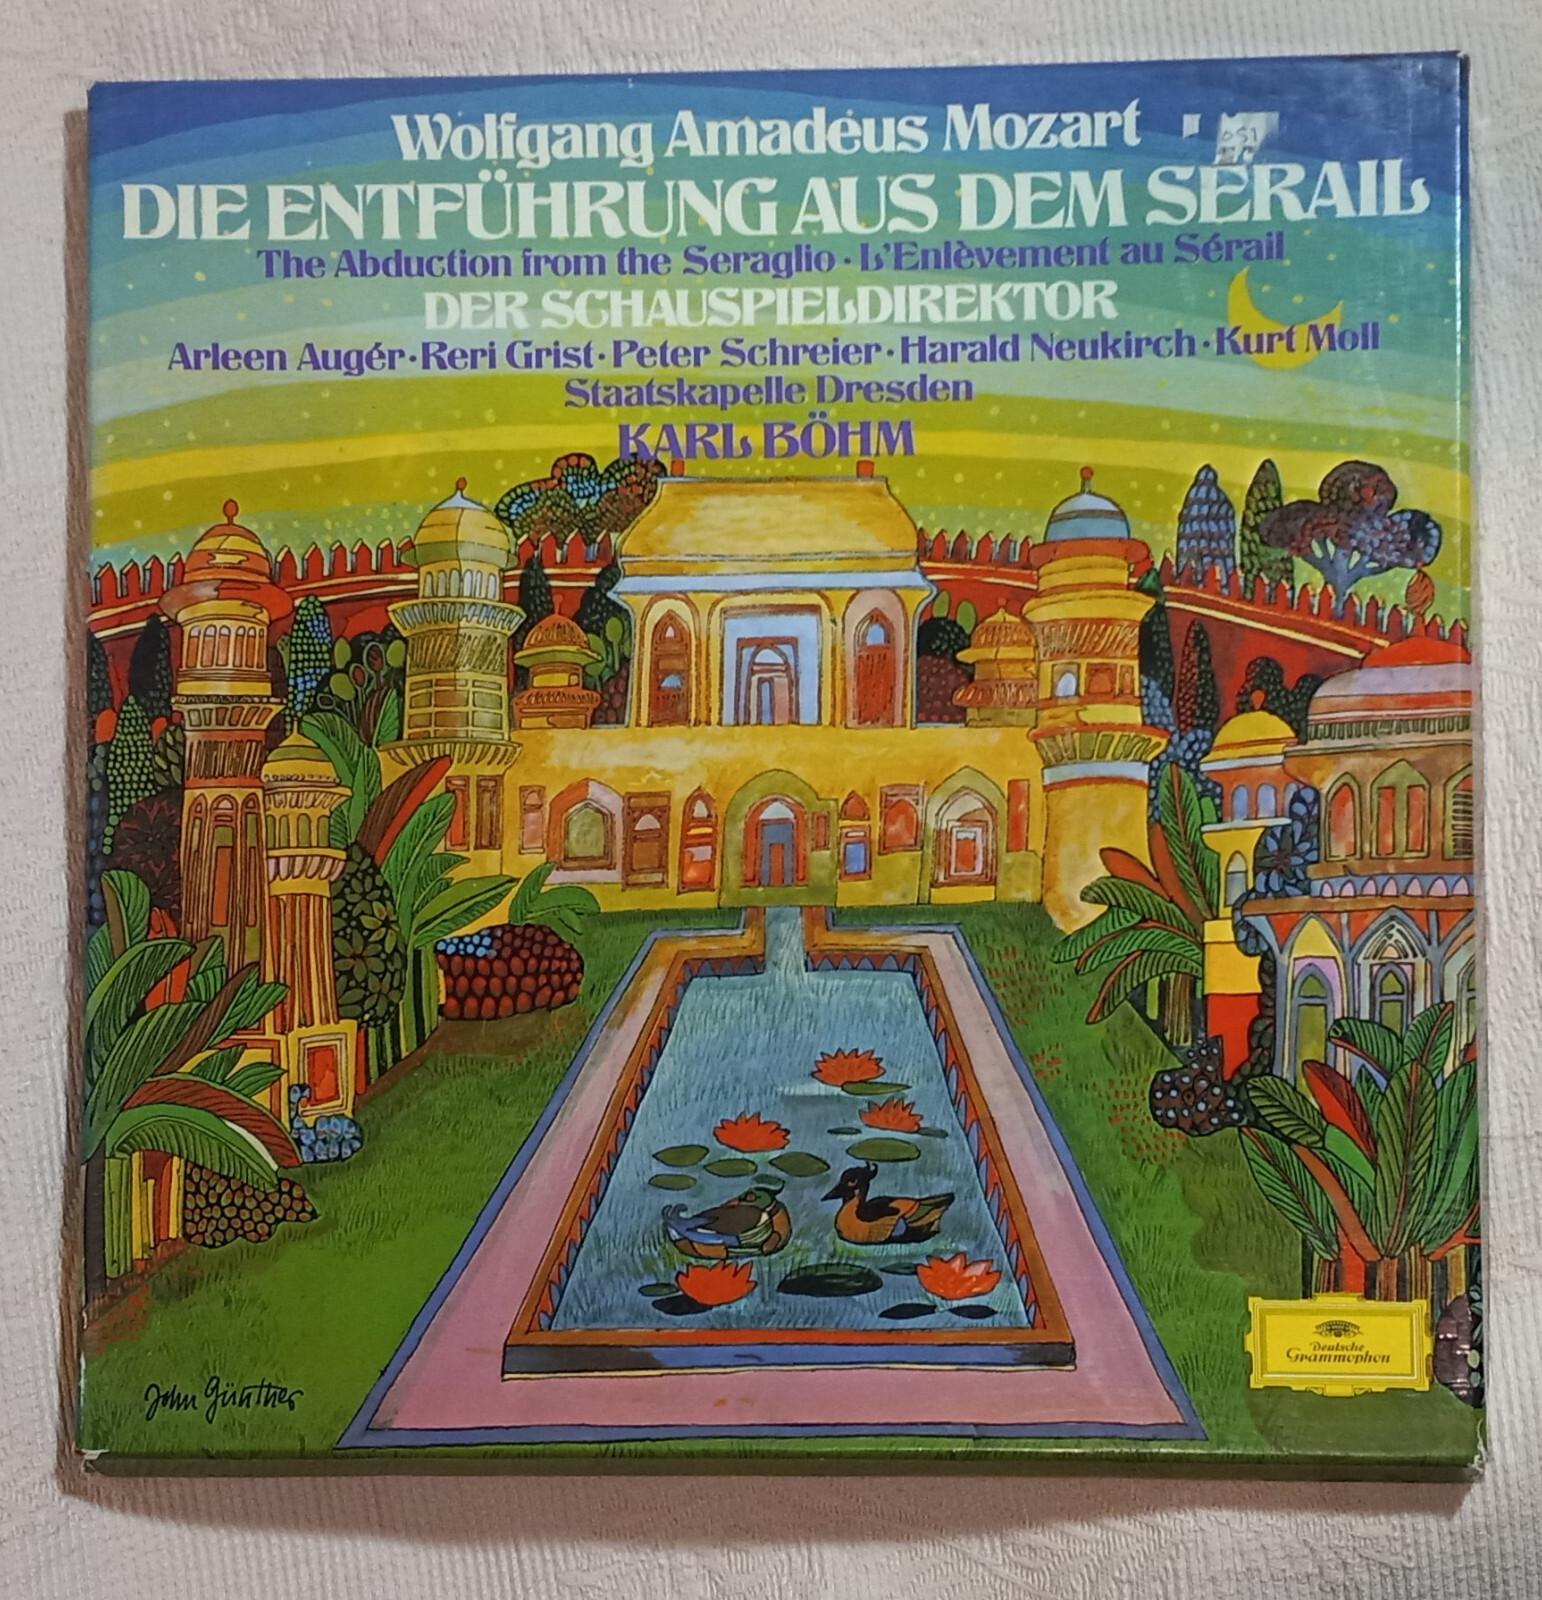 Wolfgang Amadeus Mozart
DIE ENTFÜHRUNG AUS DEM SERAIL
The Abduction from the Seraglio · L'Enlèvement au Sérail
DER SCHAUSPIELDIREKTOR
Arleen Augér · Reri Grist · Peter Schreier · Harald Neukirch · Kurt Moll
Staatskapelle Dresden
KARL BÖHM
Deutsche
Grammophon
John Günther